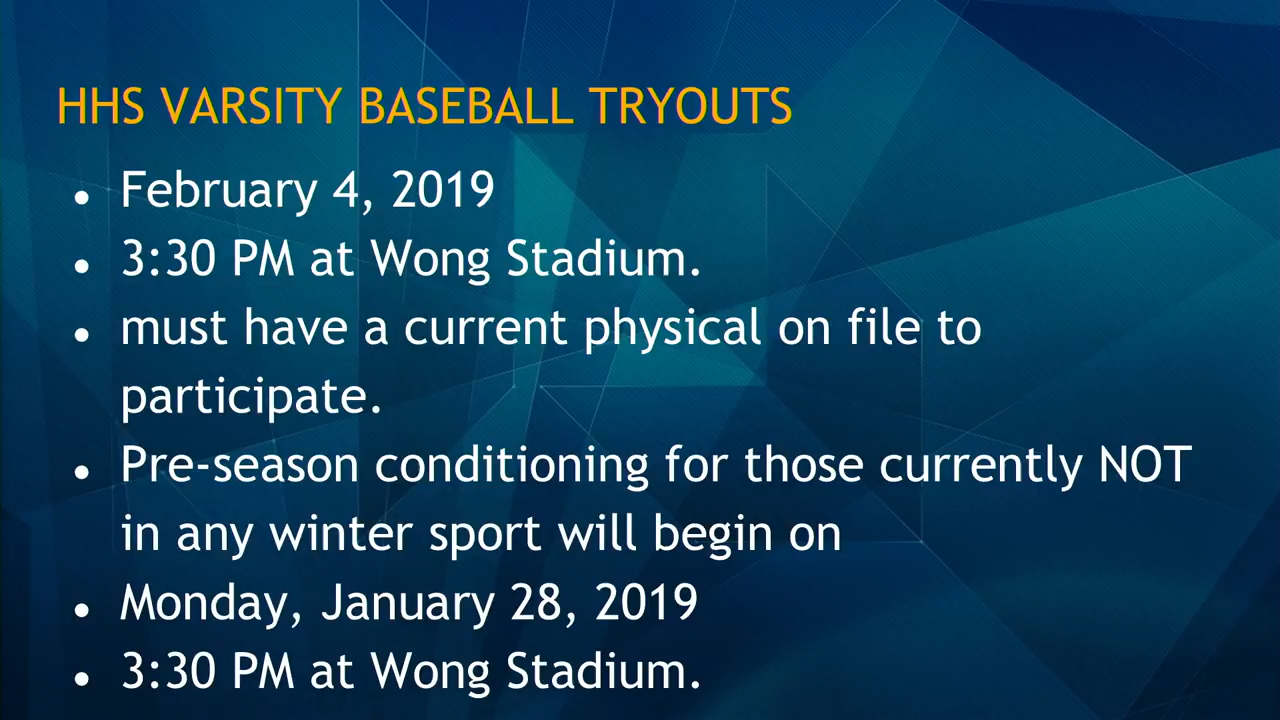 HHS VARSITY BASEBALL TRYOUTS
• February 4, 2019
• 3:30 PM at Wong Stadium.
• must have a current physical on file to
participate.
• Pre-season conditioning for those currently NOT
in any winter sport will begin on
• Monday, January 28, 2019
• 3:30 PM at Wong Stadium.